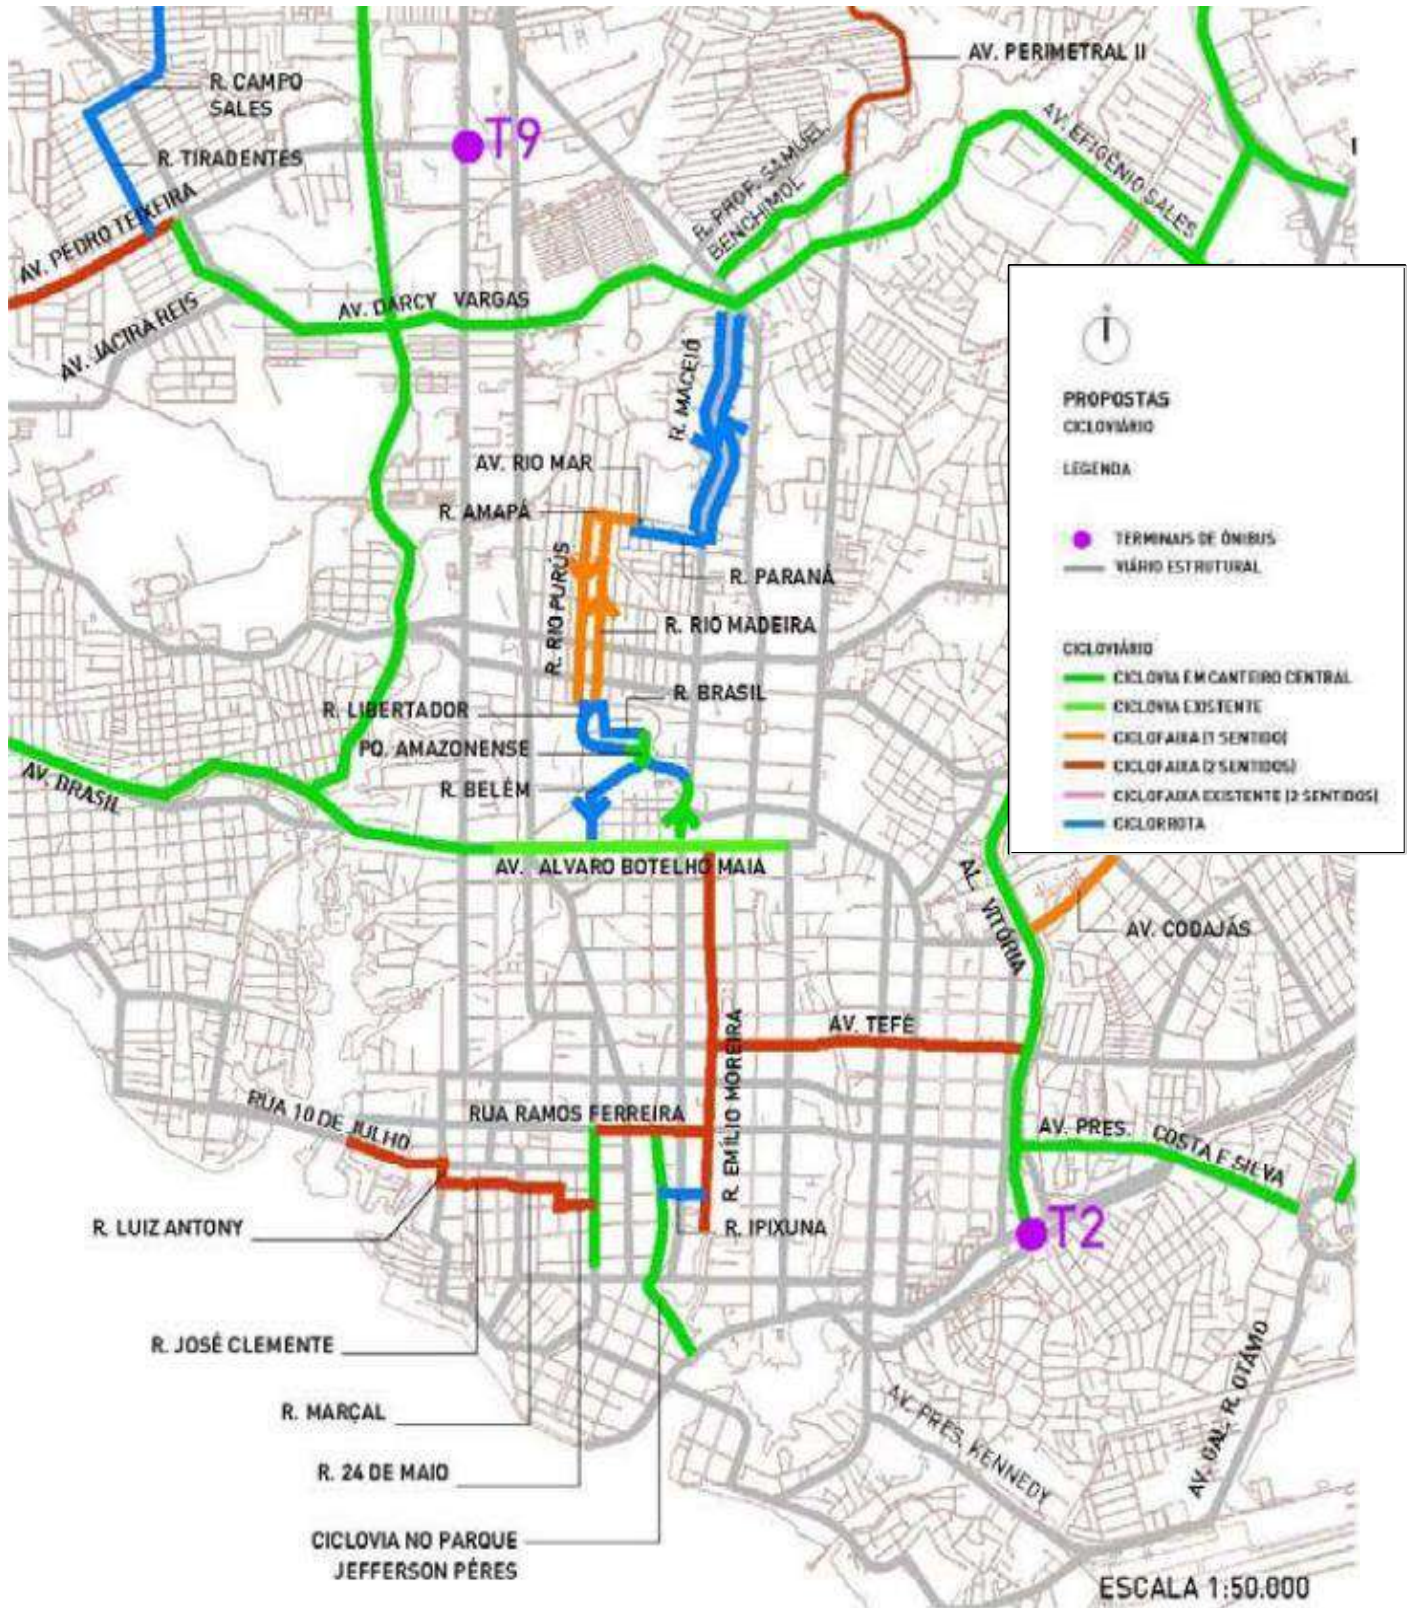 AV. PERIMETRAL II
R. CAMPO
SALES
T9
AV. EFIGÊNIO SALES
R. TIRADENTES
R. PROF. SAMUEL
BENCHIMOL
AV. PEDRO TEIXEIRA
AV. DARCY VARGAS
AV. JACIRA REIS
R. MACEIÓ
PROPOSTAS
CICLOVIÁRIO
LEGENDA
TERMINAIS DE ÔNIBUS
VIÁRIO ESTRUTURAL
CICLOVIÁRIO
CICLOVIA EM CANTEIRO CENTRAL
CICLOVIA EXISTENTE
CICLOFAIXA (1 SENTIDO)
CICLOFAIXA (2 SENTIDOS)
CICLOFAIXA EXISTENTE (2 SENTIDOS)
CICLORROTA
AV. RIO MAR
R. AMAPÁ
R. PARANÁ
R. RIO PURÚS
R. RIO MADEIRA
R. BRASIL
R. LIBERTADOR
PQ. AMAZONENSE
R. BELÉM
AV. BRASIL
AV. ALVARO BOTELHO MAIA
AL. VITÓRIA
AV. CODAJÁS
AV. TEFÉ
R. EMÍLIO MOREIRA
RUA 10 DE JULHO
RUA RAMOS FERREIRA
AV. PRES. COSTA E SILVA
R. LUIZ ANTONY
R. IPIXUNA
T2
R. JOSÉ CLEMENTE
R. MARÇAL
R. 24 DE MAIO
AV. PRES. KENNEDY
AV. GAL. R. OTÁVIO
CICLOVIA NO PARQUE
JEFFERSON PÉRES
ESCALA 1:50.000